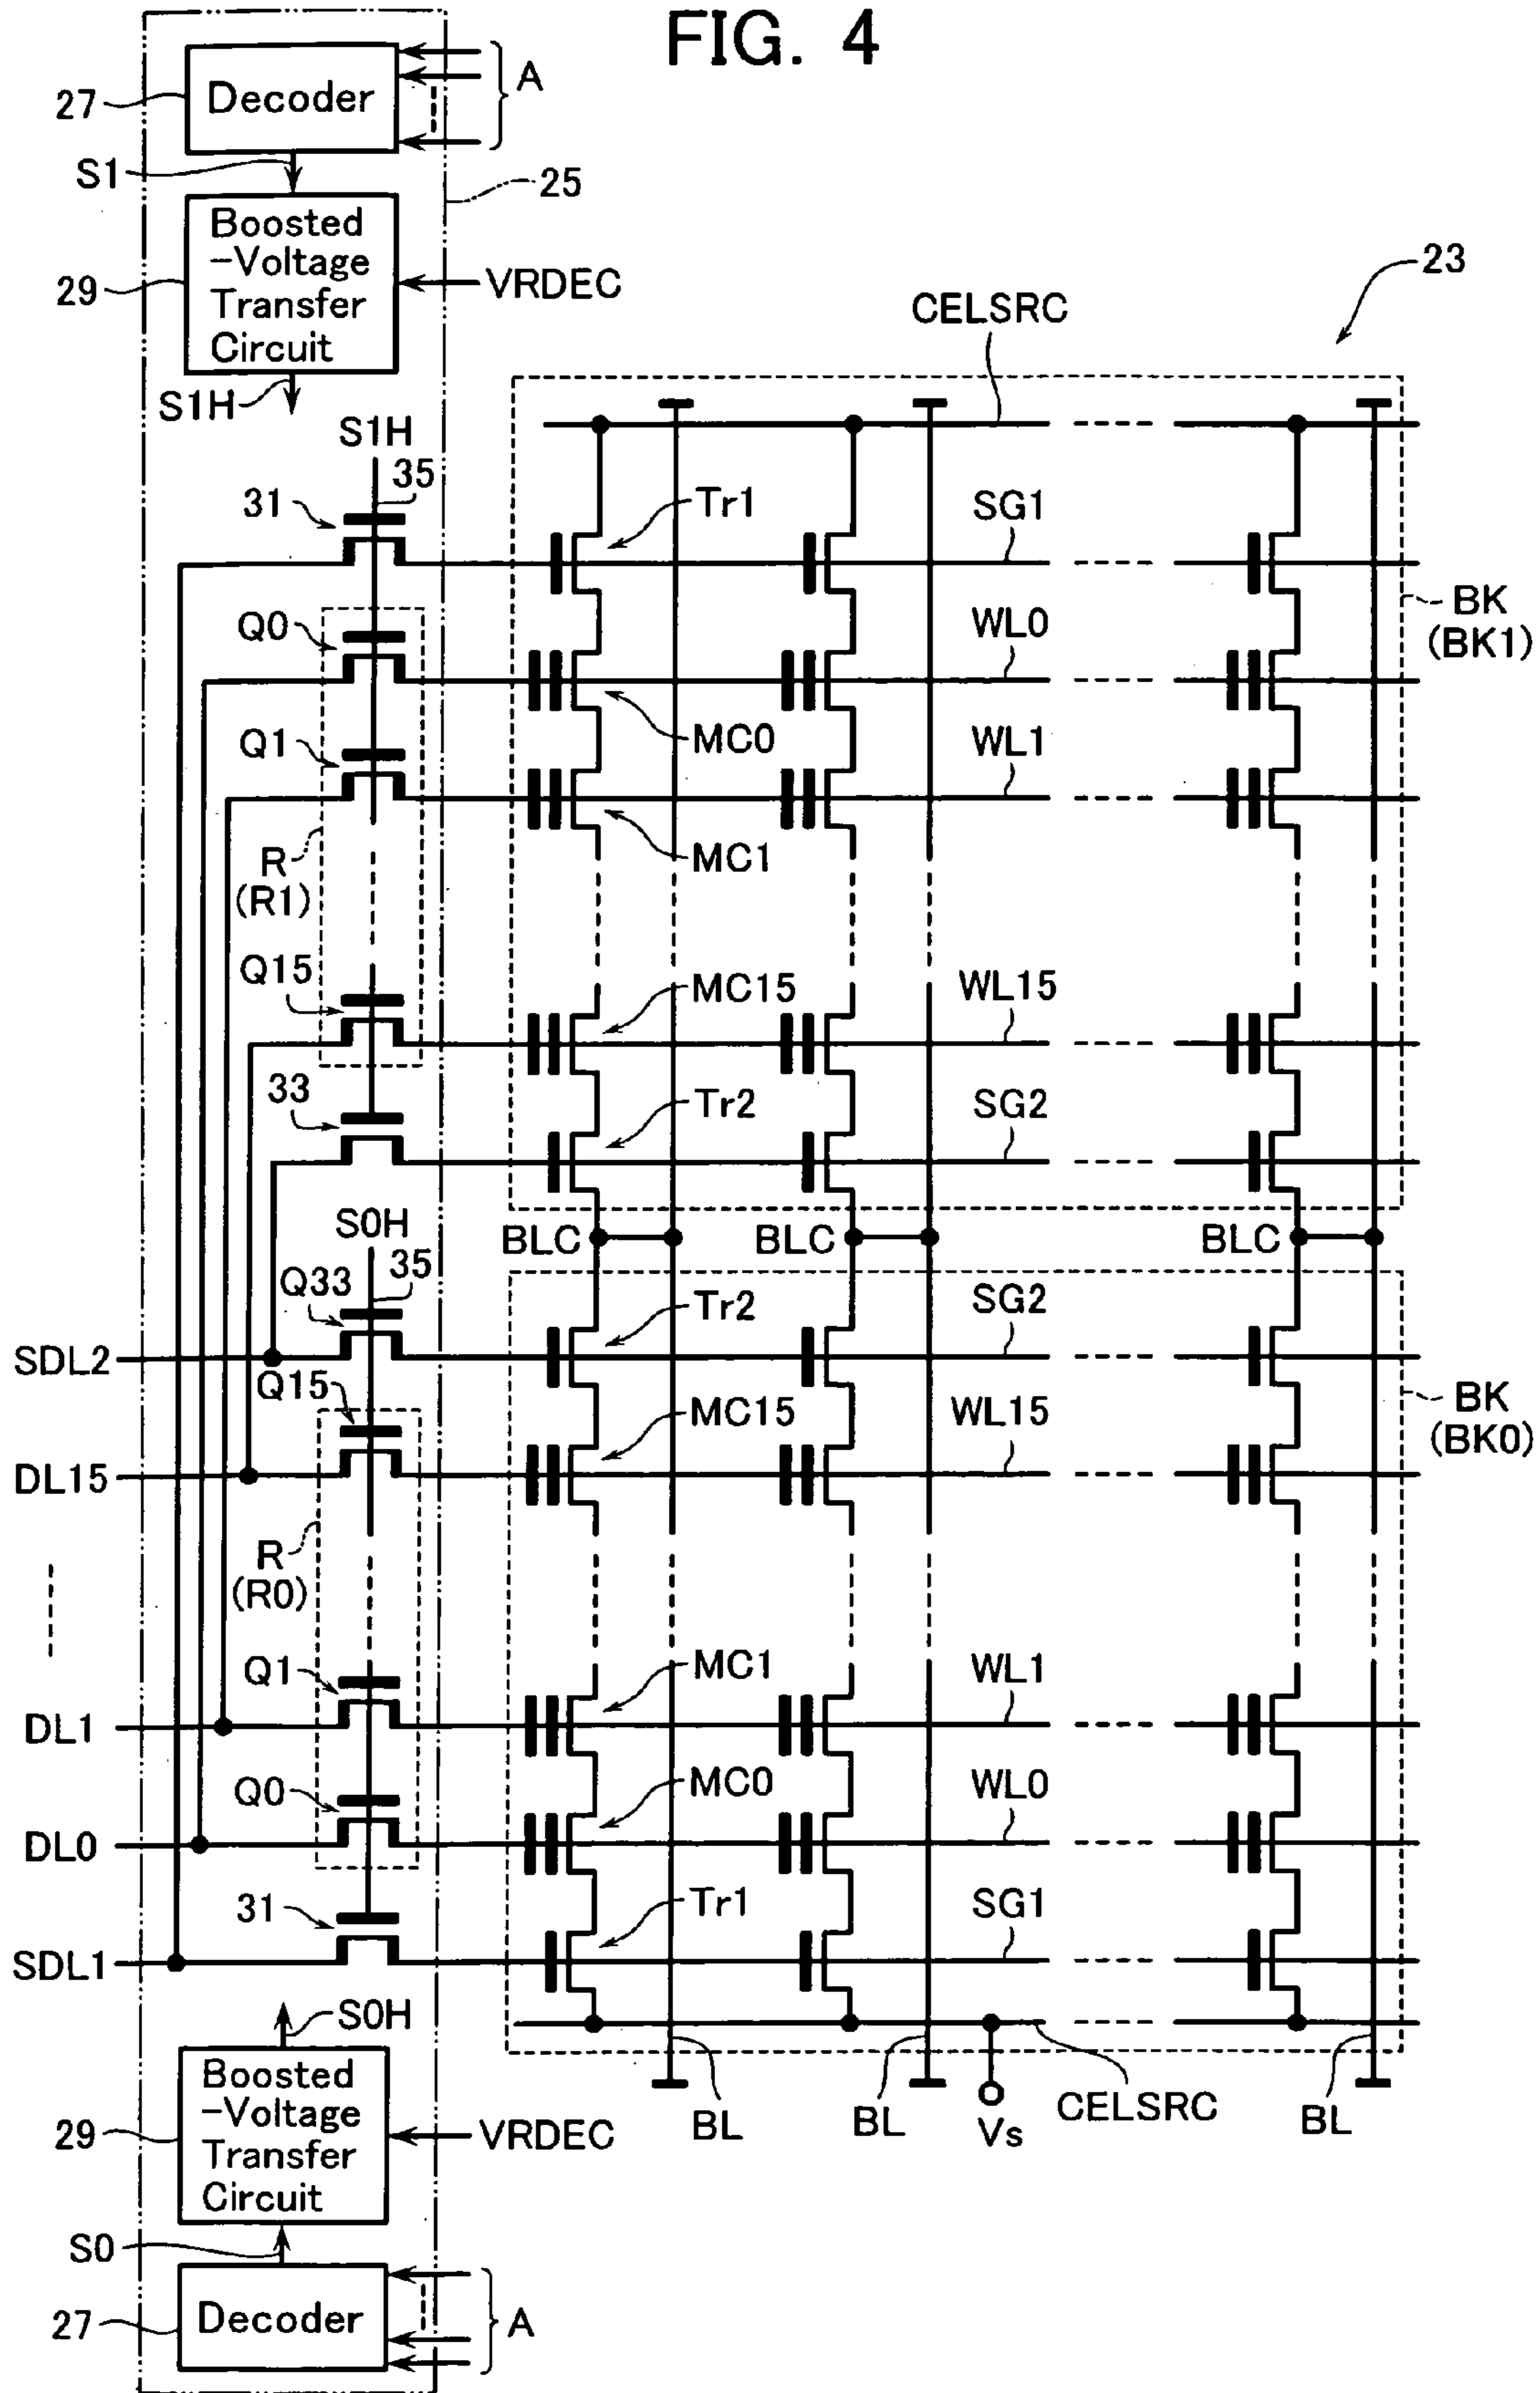 FIG. 4
Decoder
A
27
S1
25
Boosted
-Voltage
Transfer
Circuit
29
VRDEC
23
S1H
CELSRC
S1H
35
31
Tr1
SG1
BK
(BK1)
Q0
WL0
MC0
Q1
WL1
MC1
R
(R1)
Q15
MC15
WL15
33
Tr2
SG2
S0H
BLC
BLC
BLC
Q33
35
Tr2
SG2
SDL2
Q15
MC15
WL15
BK
(BK0)
DL15
R
(R0)
Q1
MC1
WL1
DL1
Q0
MC0
WL0
DL0
31
Tr1
SG1
SDL1
S0H
Boosted
-Voltage
Transfer
Circuit
29
VRDEC
BL
BL
Vs
CELSRC
BL
S0
27
Decoder
A